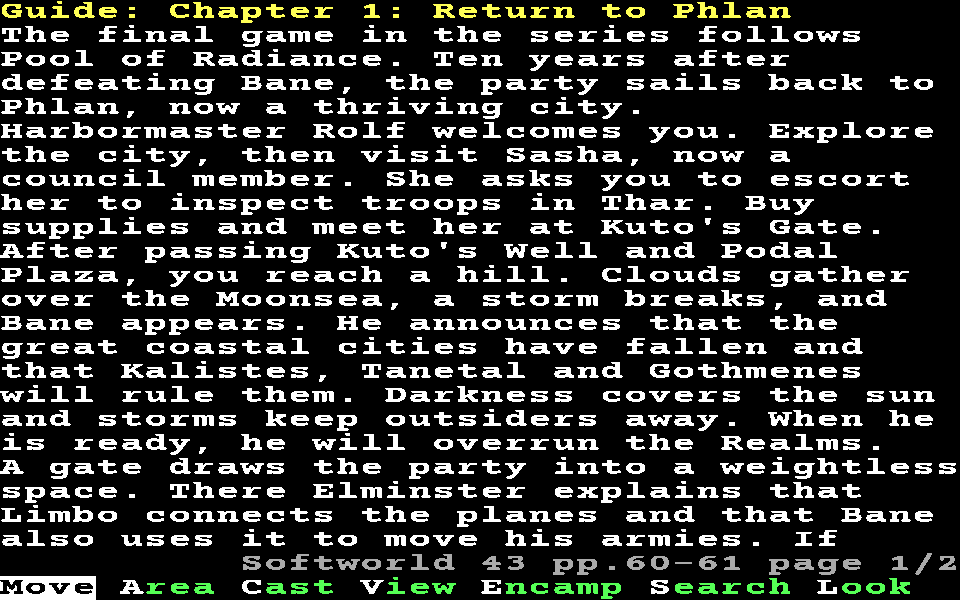 Guide: Chapter 1: Return to Phlan
The final game in the series follows
Pool of Radiance. Ten years after
defeating Bane, the party sails back to
Phlan, now a thriving city.
Harbormaster Rolf welcomes you. Explore
the city, then visit Sasha, now a
council member. She asks you to escort
her to inspect troops in Thar. Buy
supplies and meet her at Kuto's Gate.
After passing Kuto's Well and Podal
Plaza, you reach a hill. Clouds gather
over the Moonsea, a storm breaks, and
Bane appears. He announces that the
great coastal cities have fallen and
that Kalistes, Tanetal and Gothmenes
will rule them. Darkness covers the sun
and storms keep outsiders away. When he
is ready, he will overrun the Realms.
A gate draws the party into a weightless
space. There Elminster explains that
Limbo connects the planes and that Bane
also uses it to move his armies. If
Softworld 43 pp.60-61 page 1/2
Move Area Cast View Encamp Search Look